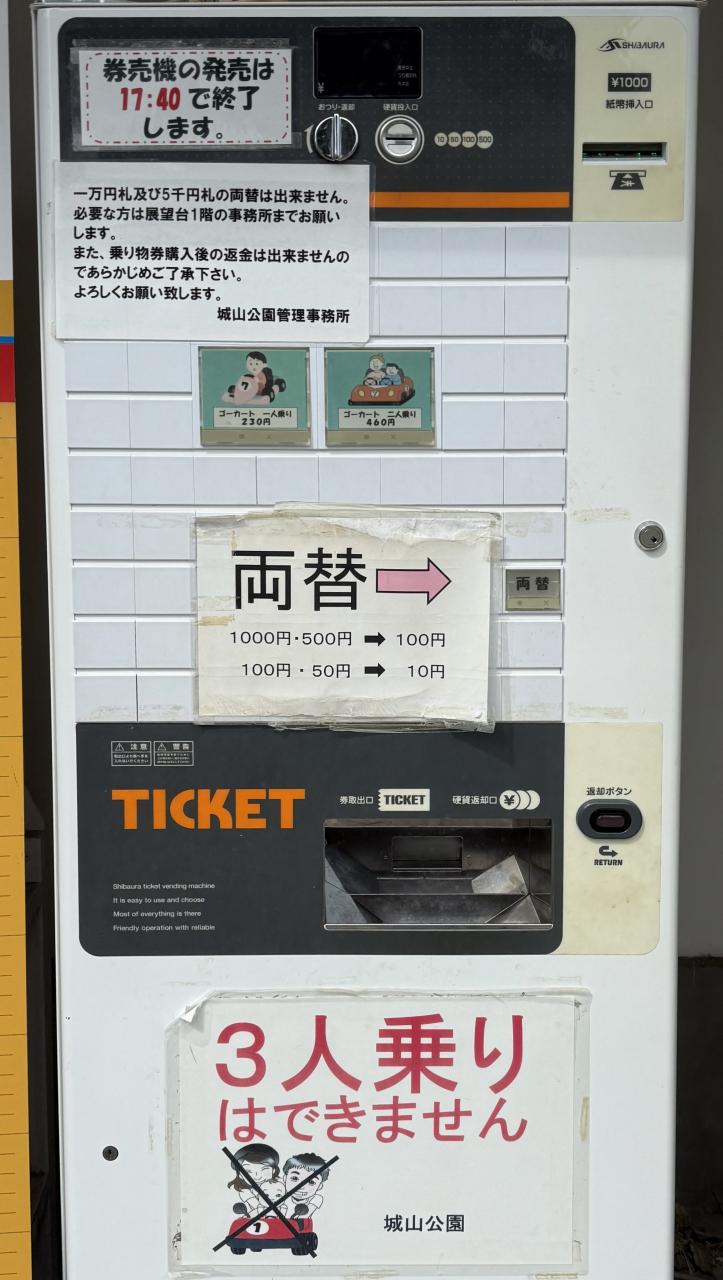 券売機の発売は
17:40で終了
します。
おつり・返却
硬貨投入口
10 50 100 500
SHIBAURA
¥1000
紙幣挿入口
一万円札及び5千円札の両替は出来ません。
必要な方は展望台1階の事務所までお願い
します。
また、乗り物券購入後の返金は出来ませんの
であらかじめご了承下さい。
よろしくお願い致します。
城山公園管理事務所
ゴーカート 一人乗り
230円
ゴーカート 二人乗り
460円
両替
1000円・500円 ➡ 100円
100円・50円 ➡ 10円
両替
注意
警告
TICKET
券取出口 TICKET
硬貨返却口 ¥
返却ボタン
RETURN
Shibaura ticket vending machine
It is easy to use and choose
Most of everything is there
Friendly operation with reliable
3人乗り
はできません
1
城山公園